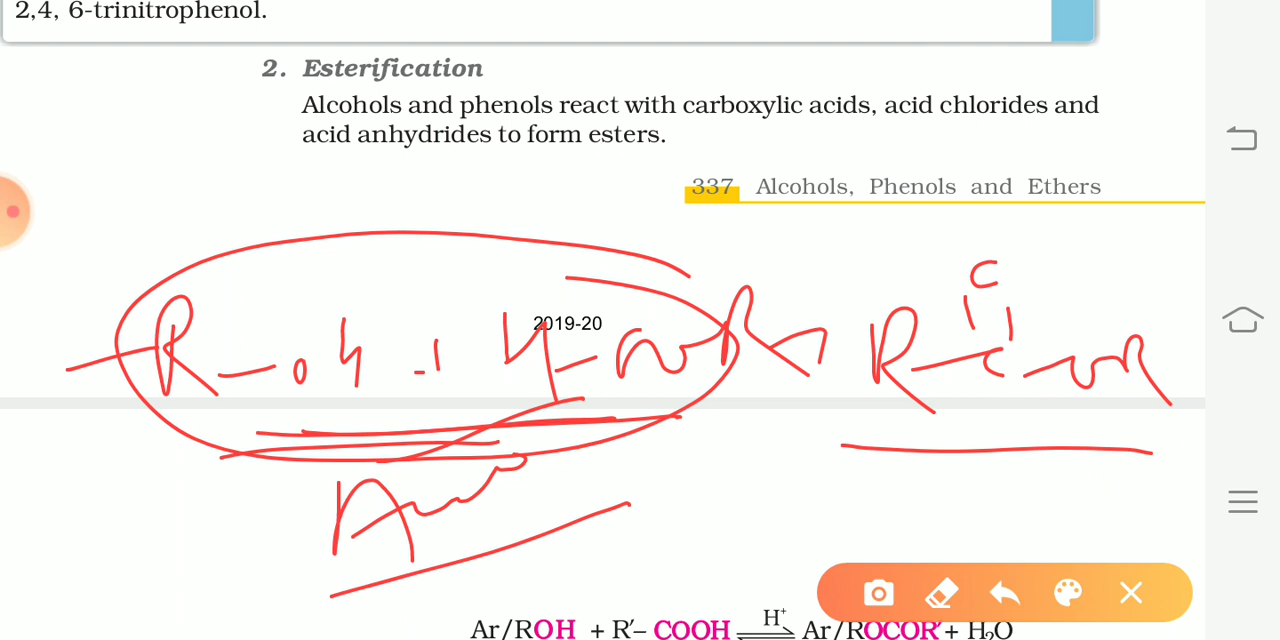 2,4, 6-trinitrophenol.
2. Esterification
Alcohols and phenols react with carboxylic acids, acid chlorides and
acid anhydrides to form esters.
337 Alcohols, Phenols and Ethers
2019-20
Ar/ROH + R′– COOH ⇌ Ar/ROCOR′ + H₂O
H⁺